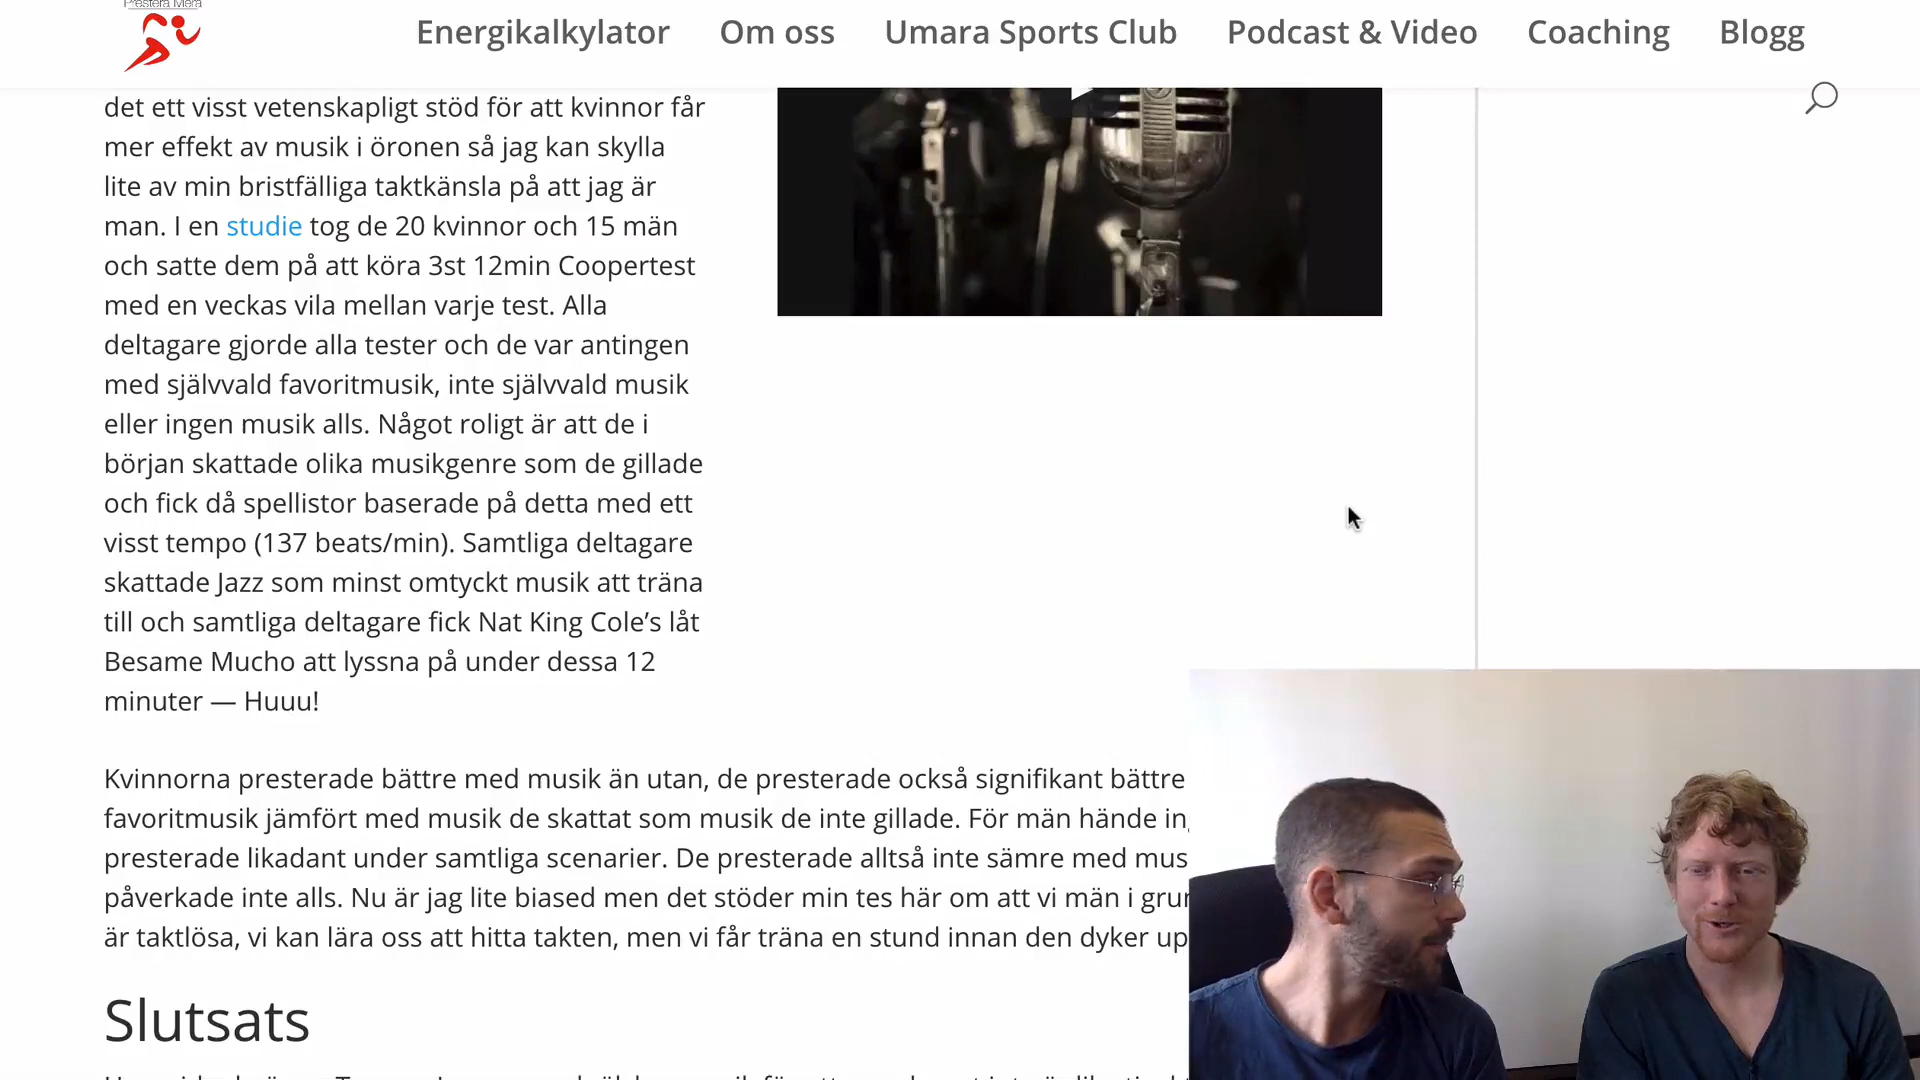 Prestera Mera
Energikalkylator Om oss Umara Sports Club Podcast & Video Coaching Blogg
det ett visst vetenskapligt stöd för att kvinnor får
mer effekt av musik i öronen så jag kan skylla
lite av min bristfälliga taktkänsla på att jag är
man. I en studie tog de 20 kvinnor och 15 män
och satte dem på att köra 3st 12min Coopertest
med en veckas vila mellan varje test. Alla
deltagare gjorde alla tester och de var antingen
med självvald favoritmusik, inte självvald musik
eller ingen musik alls. Något roligt är att de i
början skattade olika musikgenre som de gillade
och fick då spellistor baserade på detta med ett
visst tempo (137 beats/min). Samtliga deltagare
skattade Jazz som minst omtyckt musik att träna
till och samtliga deltagare fick Nat King Cole’s låt
Besame Mucho att lyssna på under dessa 12
minuter — Huuu!
Kvinnorna presterade bättre med musik än utan, de presterade också signifikant bättre
favoritmusik jämfört med musik de skattat som musik de inte gillade. För män hände
presterade likadant under samtliga scenarier. De presterade alltså inte sämre med
påverkade inte alls. Nu är jag lite biased men det stöder min tes här om att vi män i
är taktlösa, vi kan lära oss att hitta takten, men vi får träna en stund innan den dyker
Slutsats